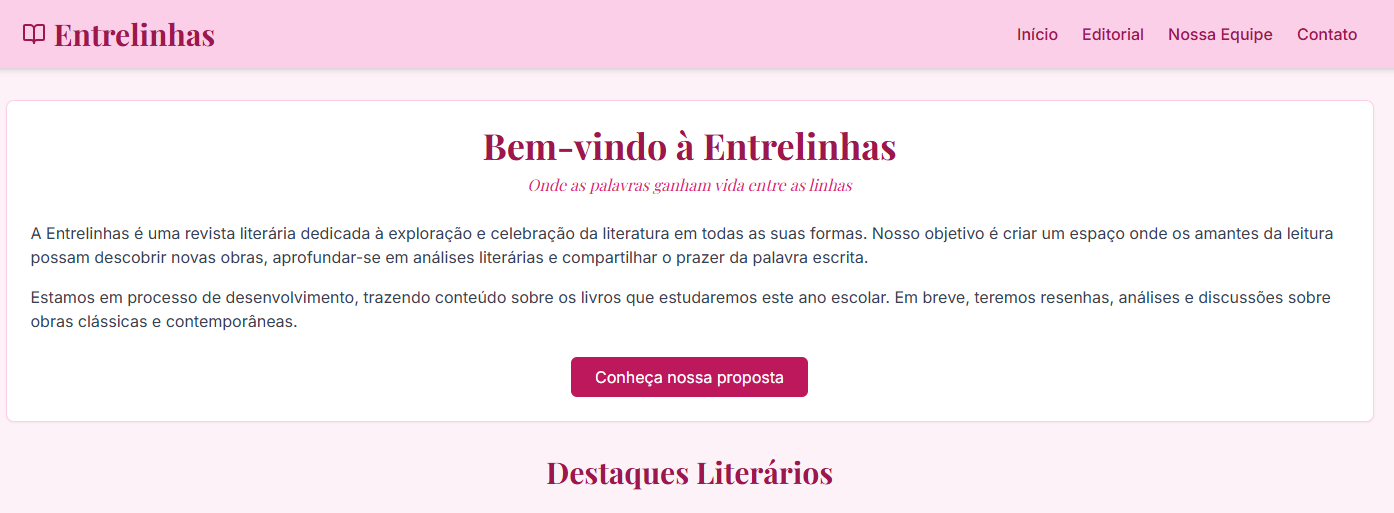 Entrelinhas
Início Editorial Nossa Equipe Contato
Bem-vindo à Entrelinhas
Onde as palavras ganham vida entre as linhas
A Entrelinhas é uma revista literária dedicada à exploração e celebração da literatura em todas as suas formas. Nosso objetivo é criar um espaço onde os amantes da leitura
possam descobrir novas obras, aprofundar-se em análises literárias e compartilhar o prazer da palavra escrita.
Estamos em processo de desenvolvimento, trazendo conteúdo sobre os livros que estudaremos este ano escolar. Em breve, teremos resenhas, análises e discussões sobre
obras clássicas e contemporâneas.
Conheça nossa proposta
Destaques Literários